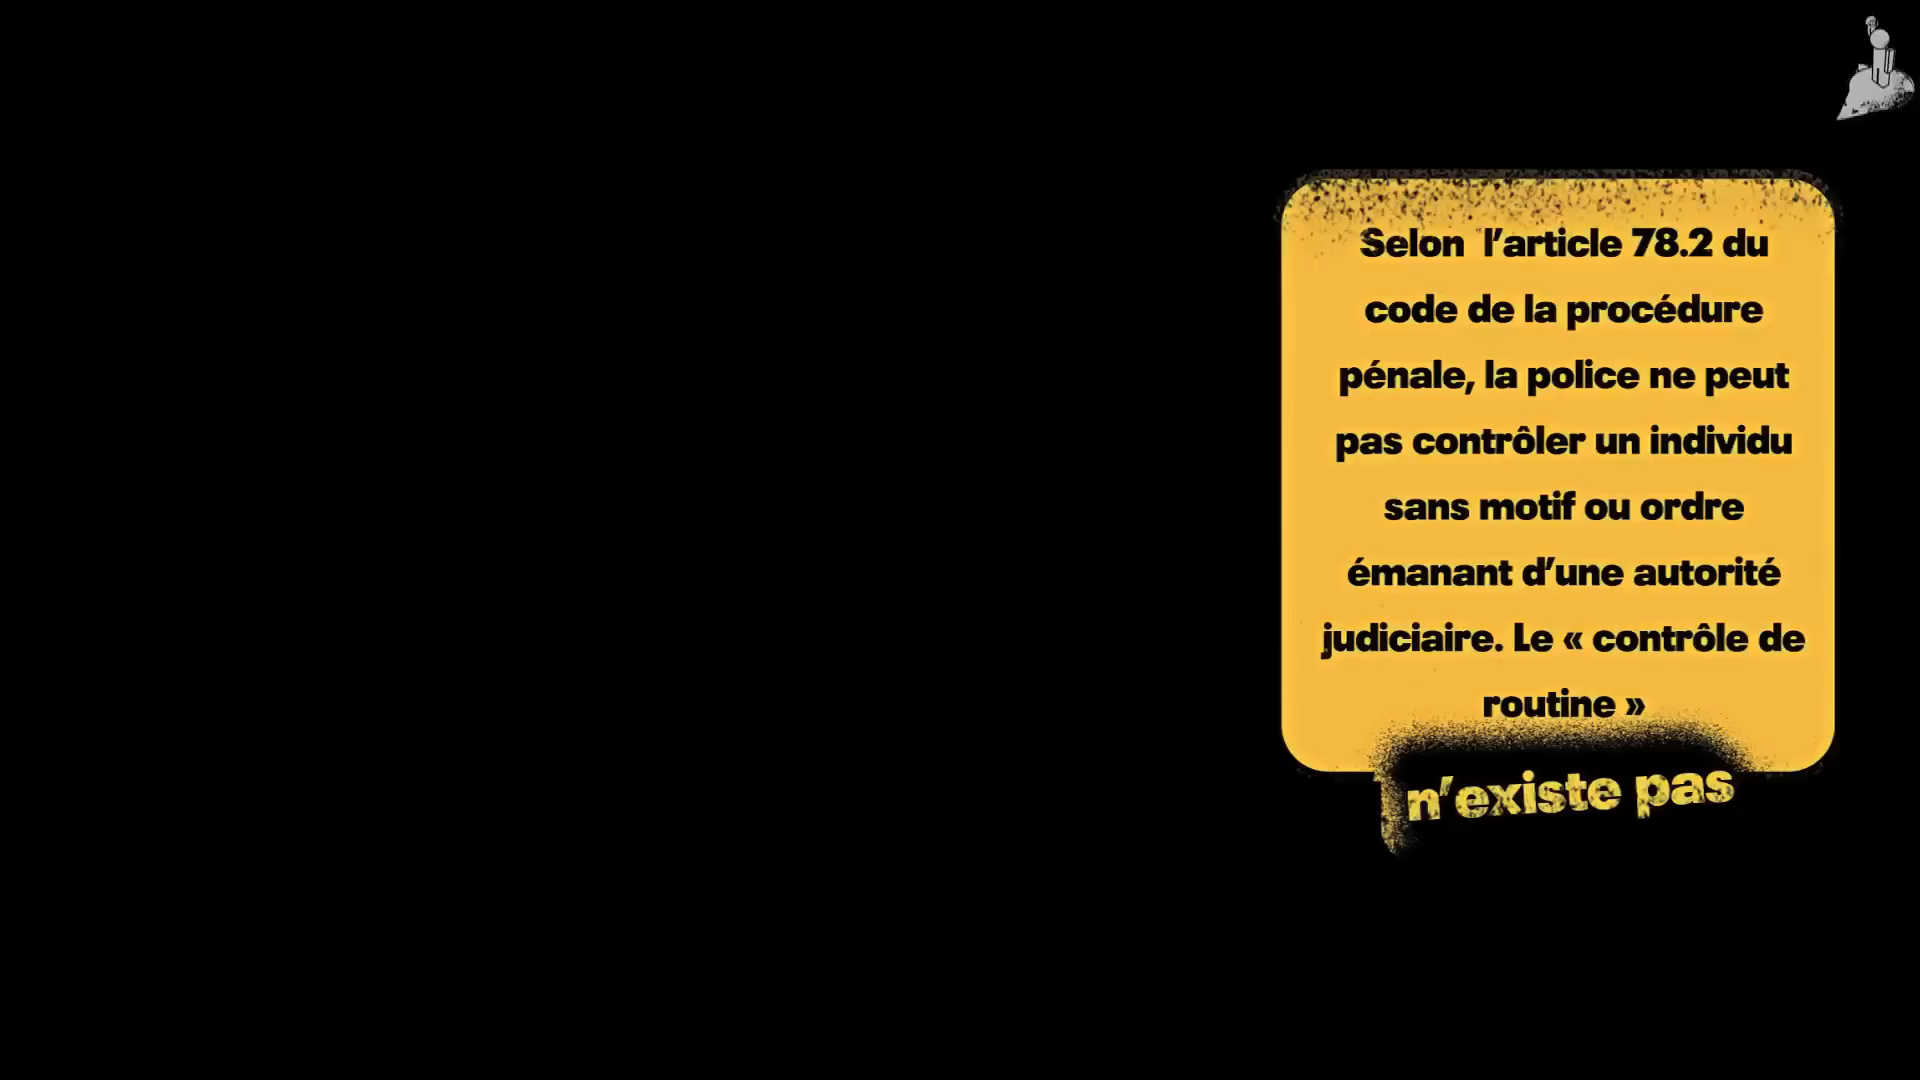 Selon l'article 78.2 du
code de la procédure
pénale, la police ne peut
pas contrôler un individu
sans motif ou ordre
émanant d'une autorité
judiciaire. Le « contrôle de
routine »
n'existe pas